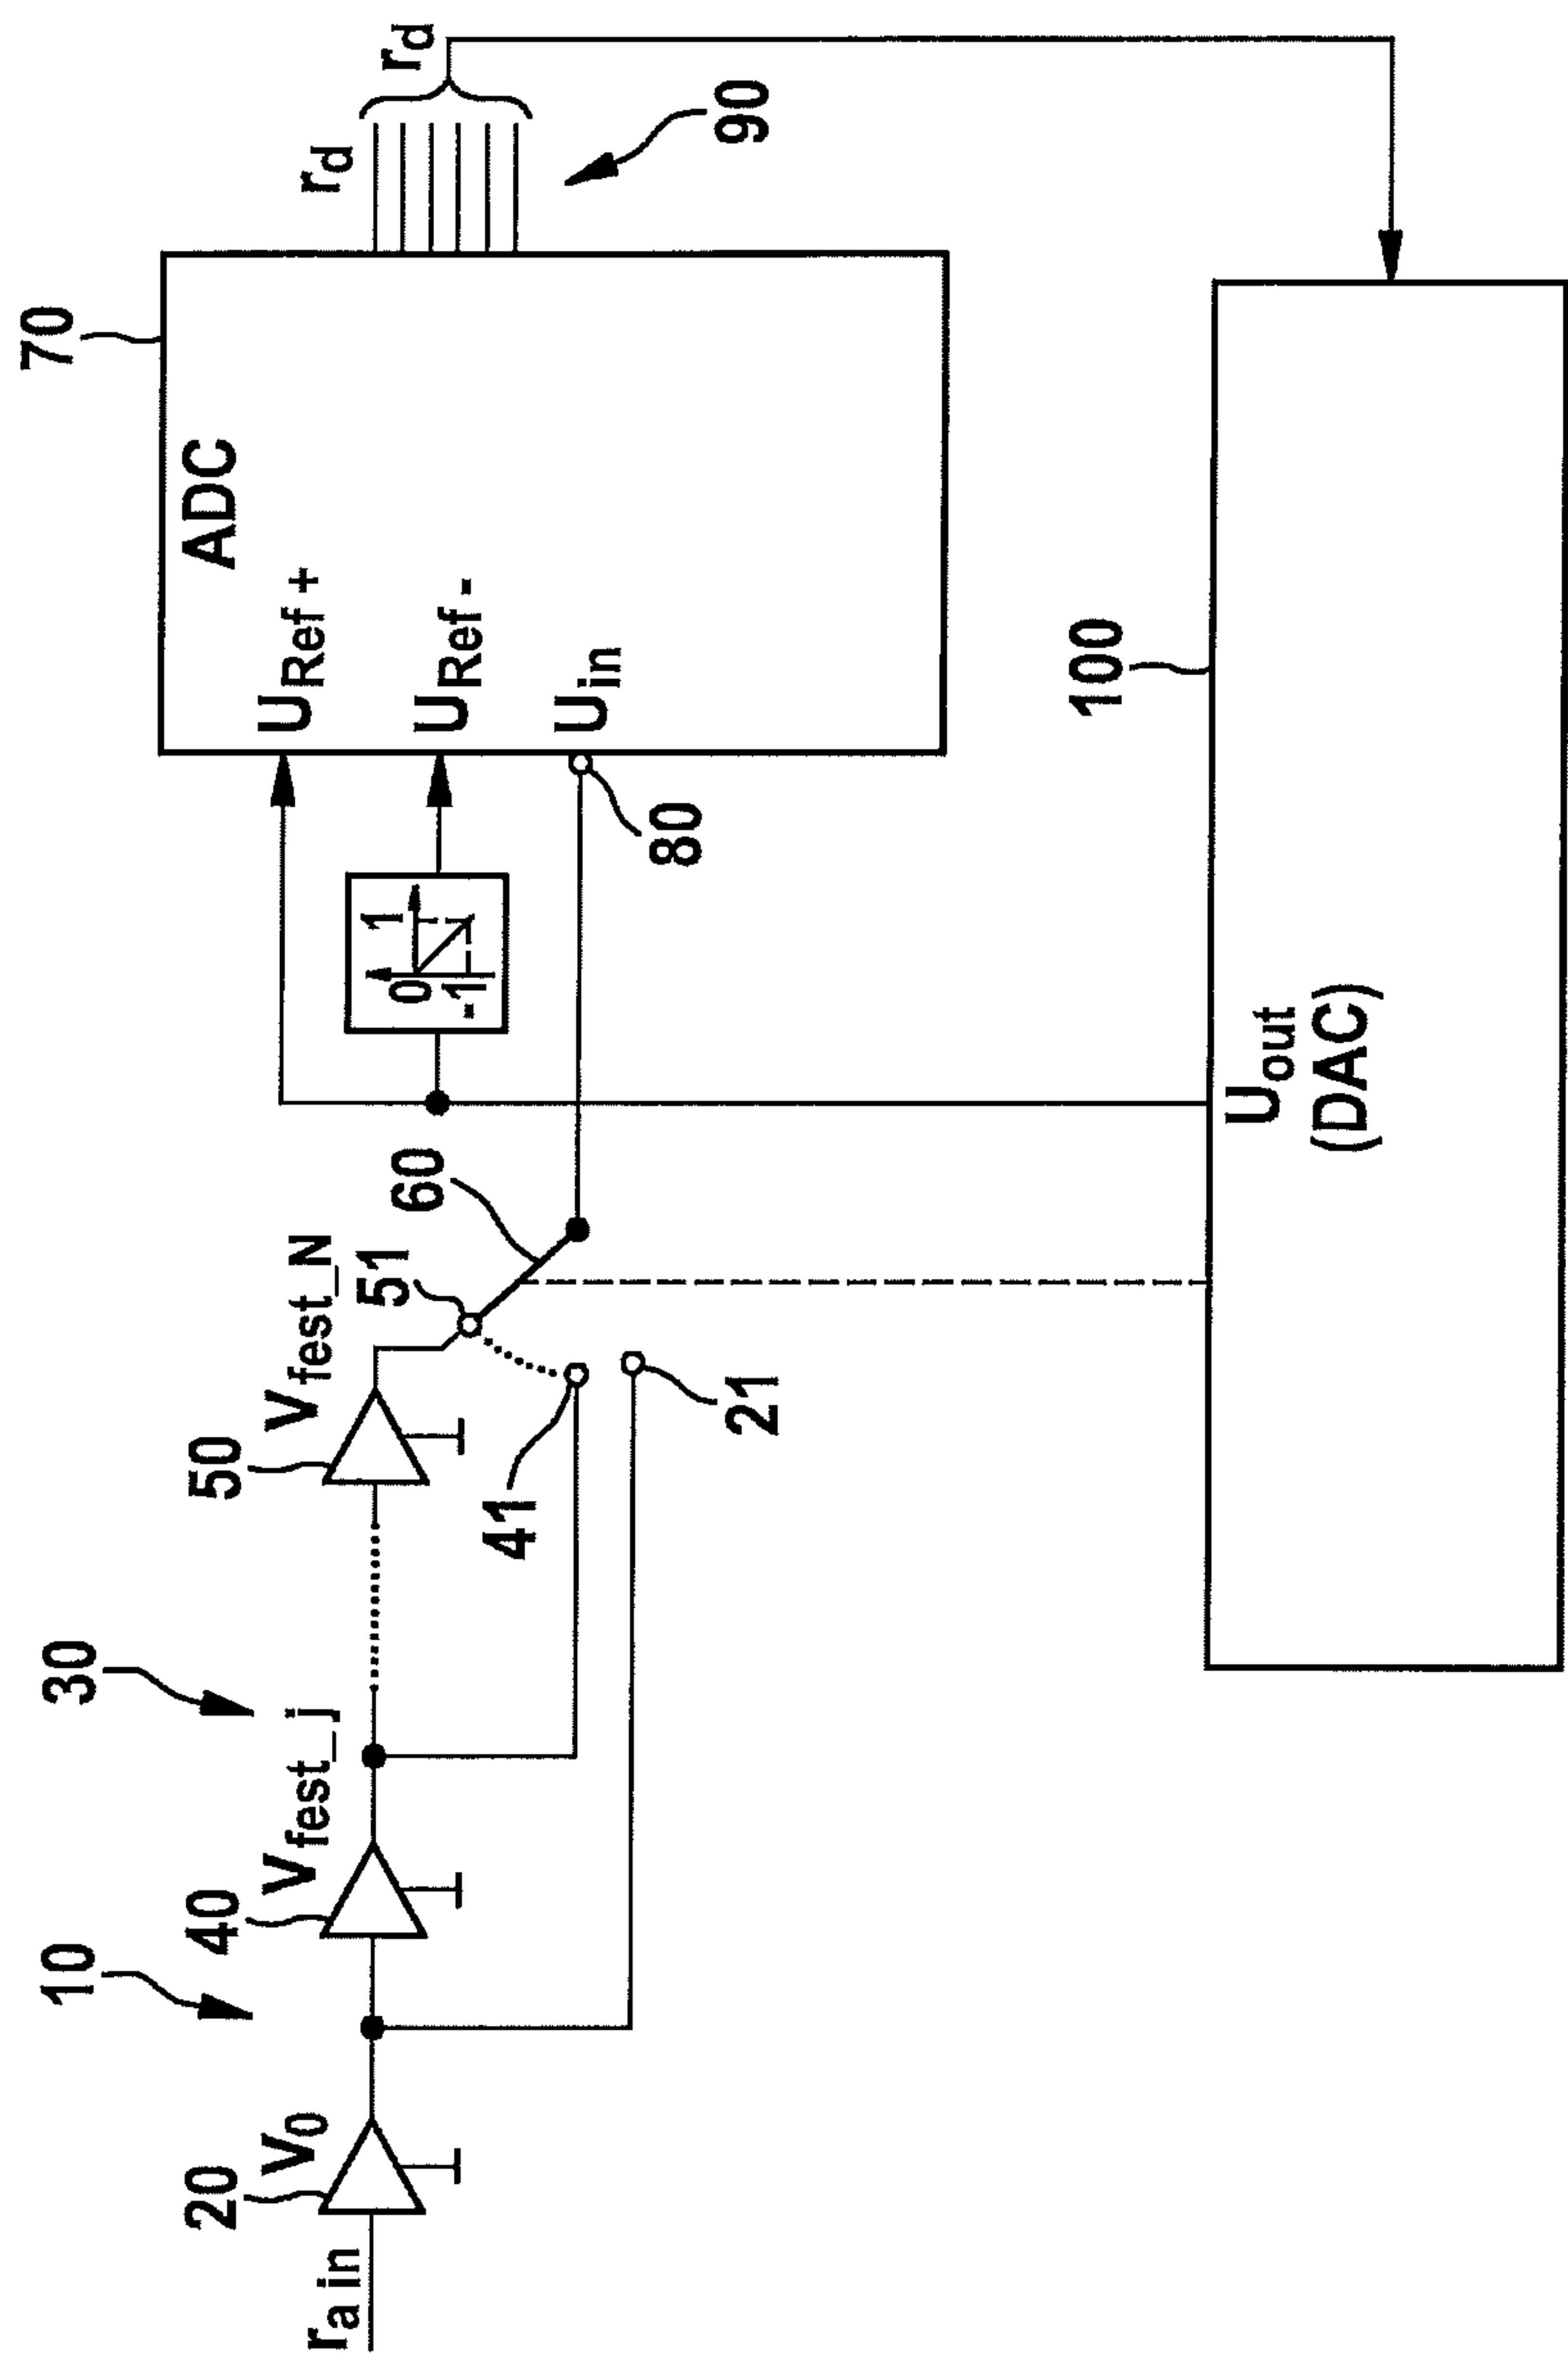 r_a in
20
V_0
10
40
V_fest_j
30
50
V_fest_N
41
21
51
60
0
1
-1
80
70
ADC
U_Ref +
U_Ref -
U_in
r_d
r_d
90
100
U_out
(DAC)